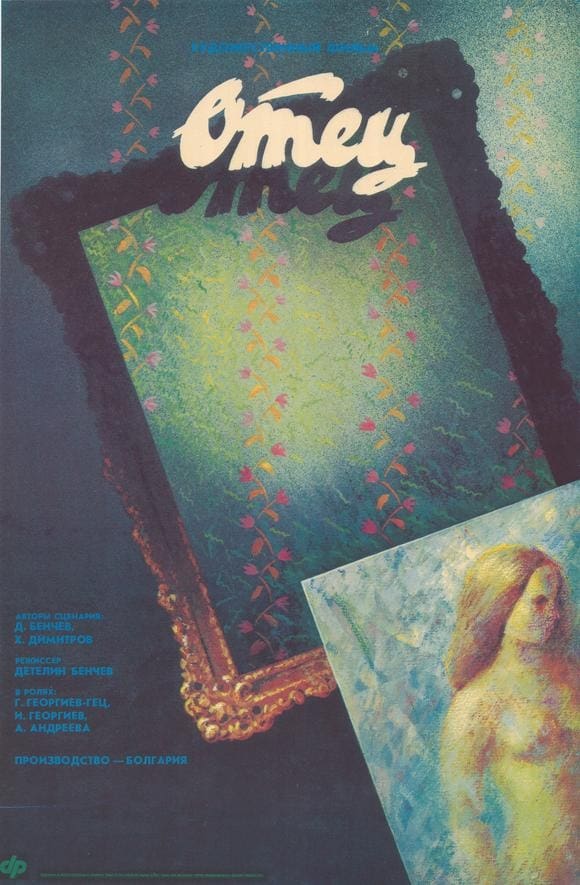 ХУДОЖЕСТВЕННЫЙ ФИЛЬМ
Отец
АВТОРЫ СЦЕНАРИЯ:
Д. БЕНЧЕВ,
Х. ДИМИТРОВ
РЕЖИССЕР
ДЕТЕЛИН БЕНЧЕВ
В РОЛЯХ:
Г. ГЕОРГИЕВ-ГЕЦ,
И. ГЕОРГИЕВ,
А. АНДРЕЕВА
ПРОИЗВОДСТВО — БОЛГАРИЯ